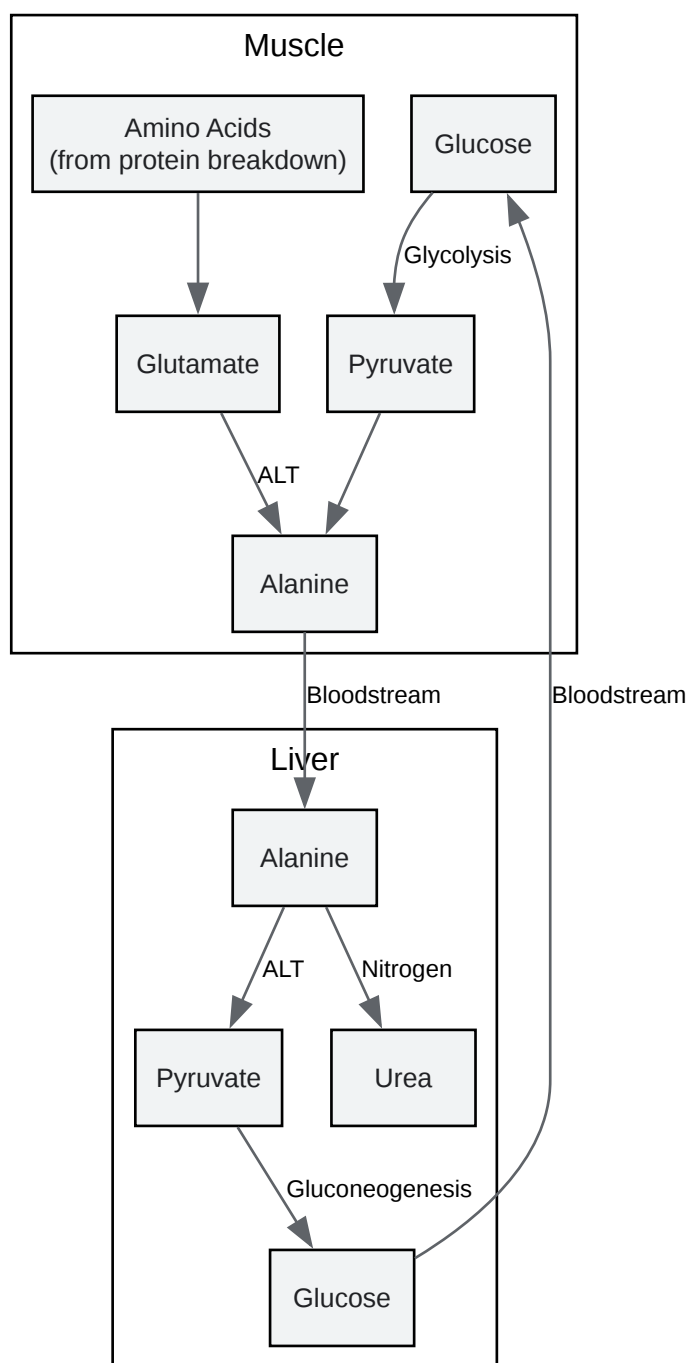 Muscle
Amino Acids
(from protein breakdown)
Glucose
Glycolysis
Glutamate
Pyruvate
ALT
Alanine
Bloodstream
Bloodstream
Liver
Alanine
ALT
Nitrogen
Pyruvate
Urea
Gluconeogenesis
Glucose